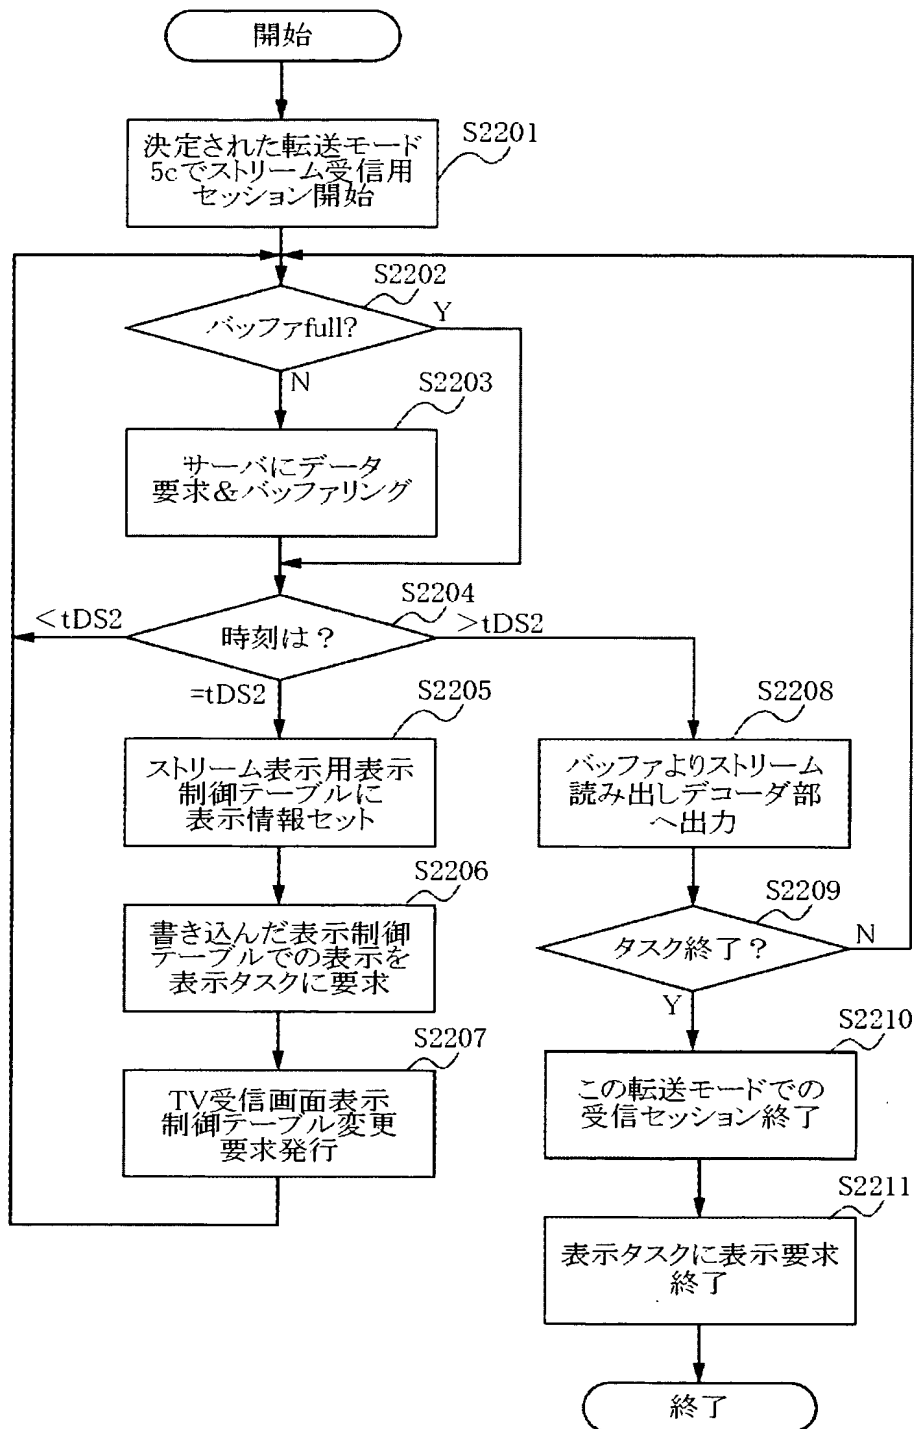 開始
S2201
決定された転送モード
5cでストリーム受信用
セッション開始
S2202
バッファfull?
Y
N
S2203
サーバにデータ
要求&バッファリング
S2204
時刻は?
<tDS2
>tDS2
=tDS2
S2205
ストリーム表示用表示
制御テーブルに
表示情報セット
S2206
書き込んだ表示制御
テーブルでの表示を
表示タスクに要求
S2207
TV受信画面表示
制御テーブル変更
要求発行
S2208
バッファよりストリーム
読み出しデコーダ部
へ出力
S2209
タスク終了?
N
Y
S2210
この転送モードでの
受信セッション終了
S2211
表示タスクに表示要求
終了
終了